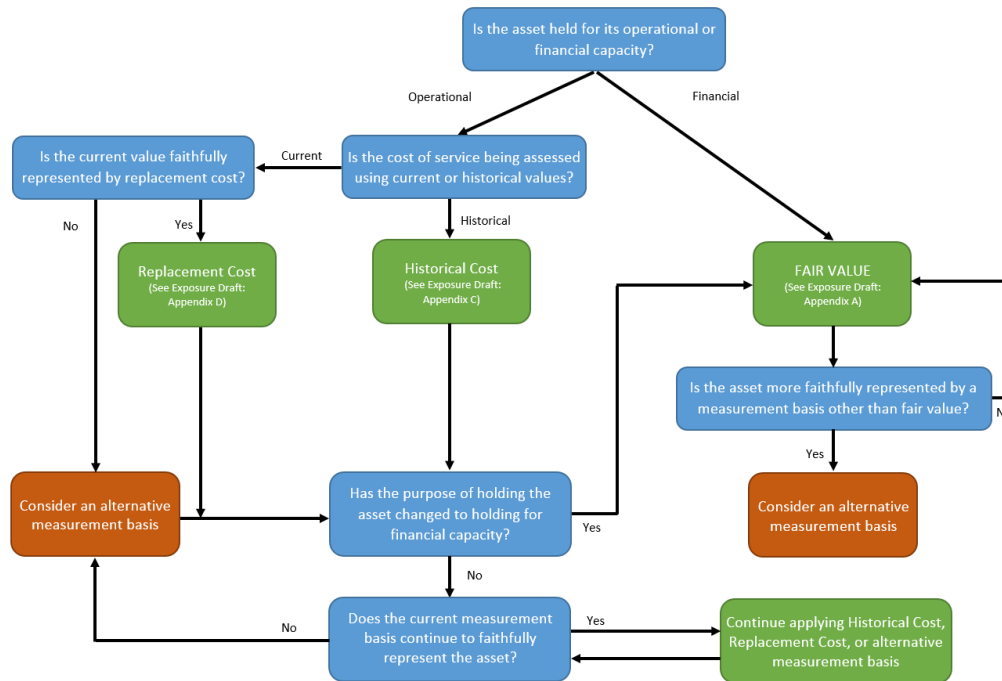 Is the asset held for its operational or
financial capacity?
Operational
Financial
Is the current value faithfully
represented by replacement cost?
Current
Is the cost of service being assessed
using current or historical values?
No
Yes
Historical
Replacement Cost
(See Exposure Draft:
Appendix D)
Historical Cost
(See Exposure Draft:
Appendix C)
FAIR VALUE
(See Exposure Draft:
Appendix A)
Is the asset more faithfully represented by a
measurement basis other than fair value?
Yes
Consider an alternative
measurement basis
Has the purpose of holding the
asset changed to holding for
financial capacity?
Yes
Consider an alternative
measurement basis
No
Does the current measurement
basis continue to faithfully
represent the asset?
No
Yes
Continue applying Historical Cost,
Replacement Cost, or alternative
measurement basis